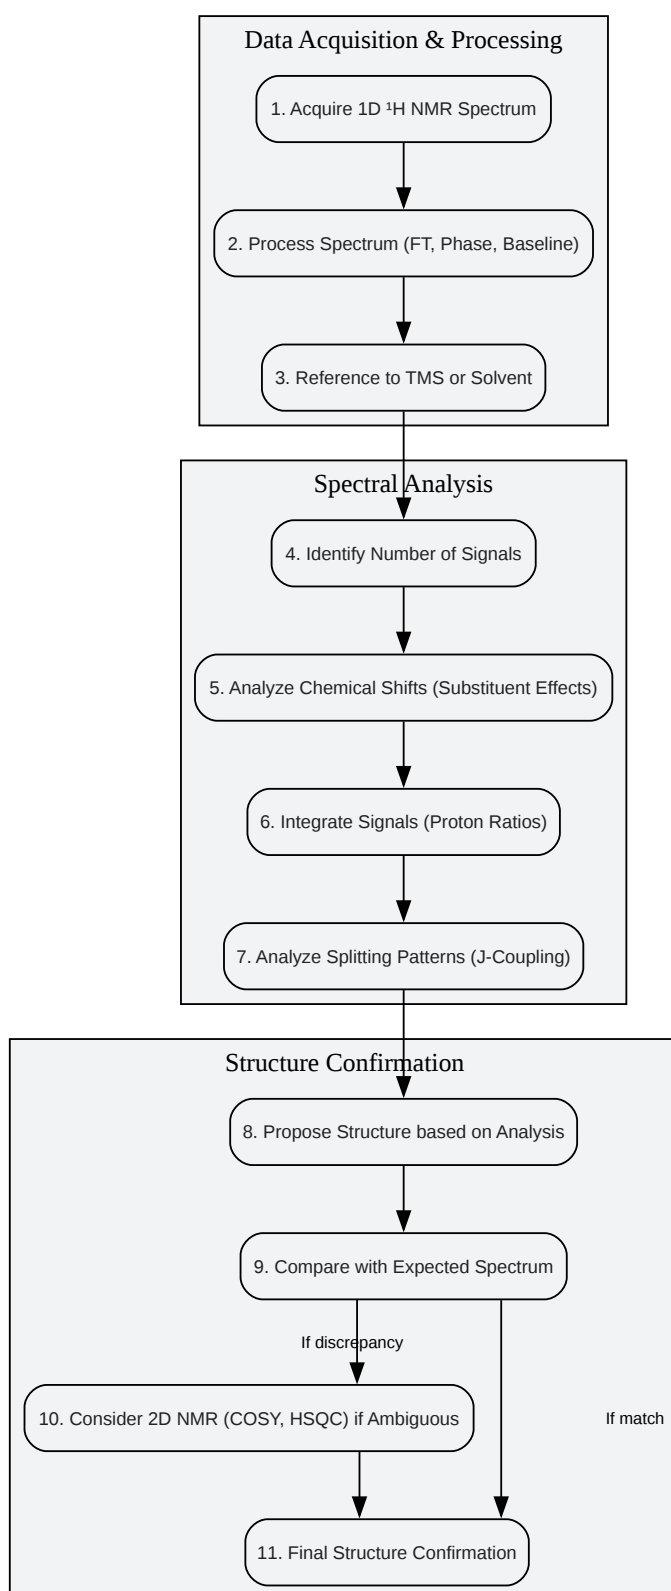 Data Acquisition & Processing
1. Acquire 1D ¹H NMR Spectrum
2. Process Spectrum (FT, Phase, Baseline)
3. Reference to TMS or Solvent
Spectral Analysis
4. Identify Number of Signals
5. Analyze Chemical Shifts (Substituent Effects)
6. Integrate Signals (Proton Ratios)
7. Analyze Splitting Patterns (J-Coupling)
Structure Confirmation
8. Propose Structure based on Analysis
9. Compare with Expected Spectrum
If discrepancy
10. Consider 2D NMR (COSY, HSQC) if Ambiguous
If match
11. Final Structure Confirmation